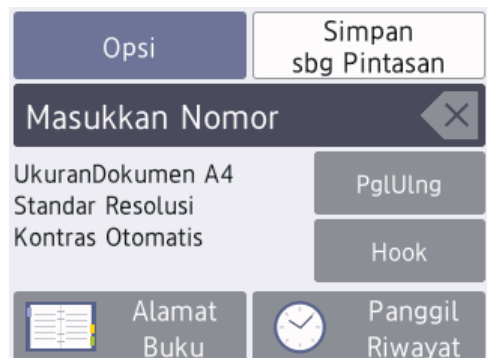 Opsi
Simpan
sbg Pintasan
Masukkan Nomor
UkuranDokumen A4
Standar Resolusi
Kontras Otomatis
PglUlng
Hook
Alamat
Buku
Panggil
Riwayat